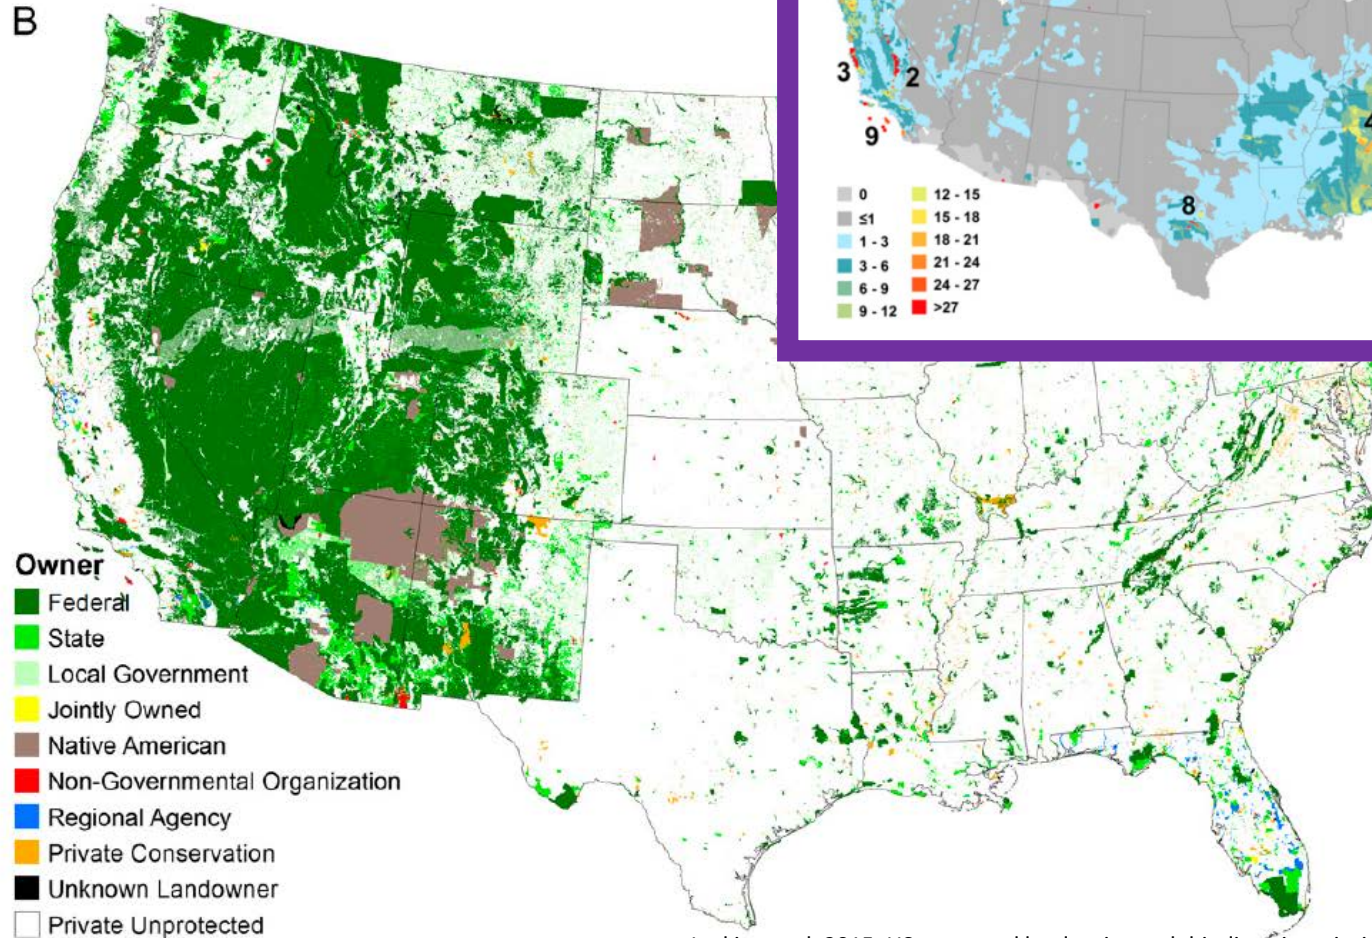 B
3
2
9
8
4
0
≤1
1 - 3
3 - 6
6 - 9
9 - 12
12 - 15
15 - 18
18 - 21
21 - 24
24 - 27
>27
Owner
Federal
State
Local Government
Jointly Owned
Native American
Non-Governmental Organization
Regional Agency
Private Conservation
Unknown Landowner
Private Unprotected